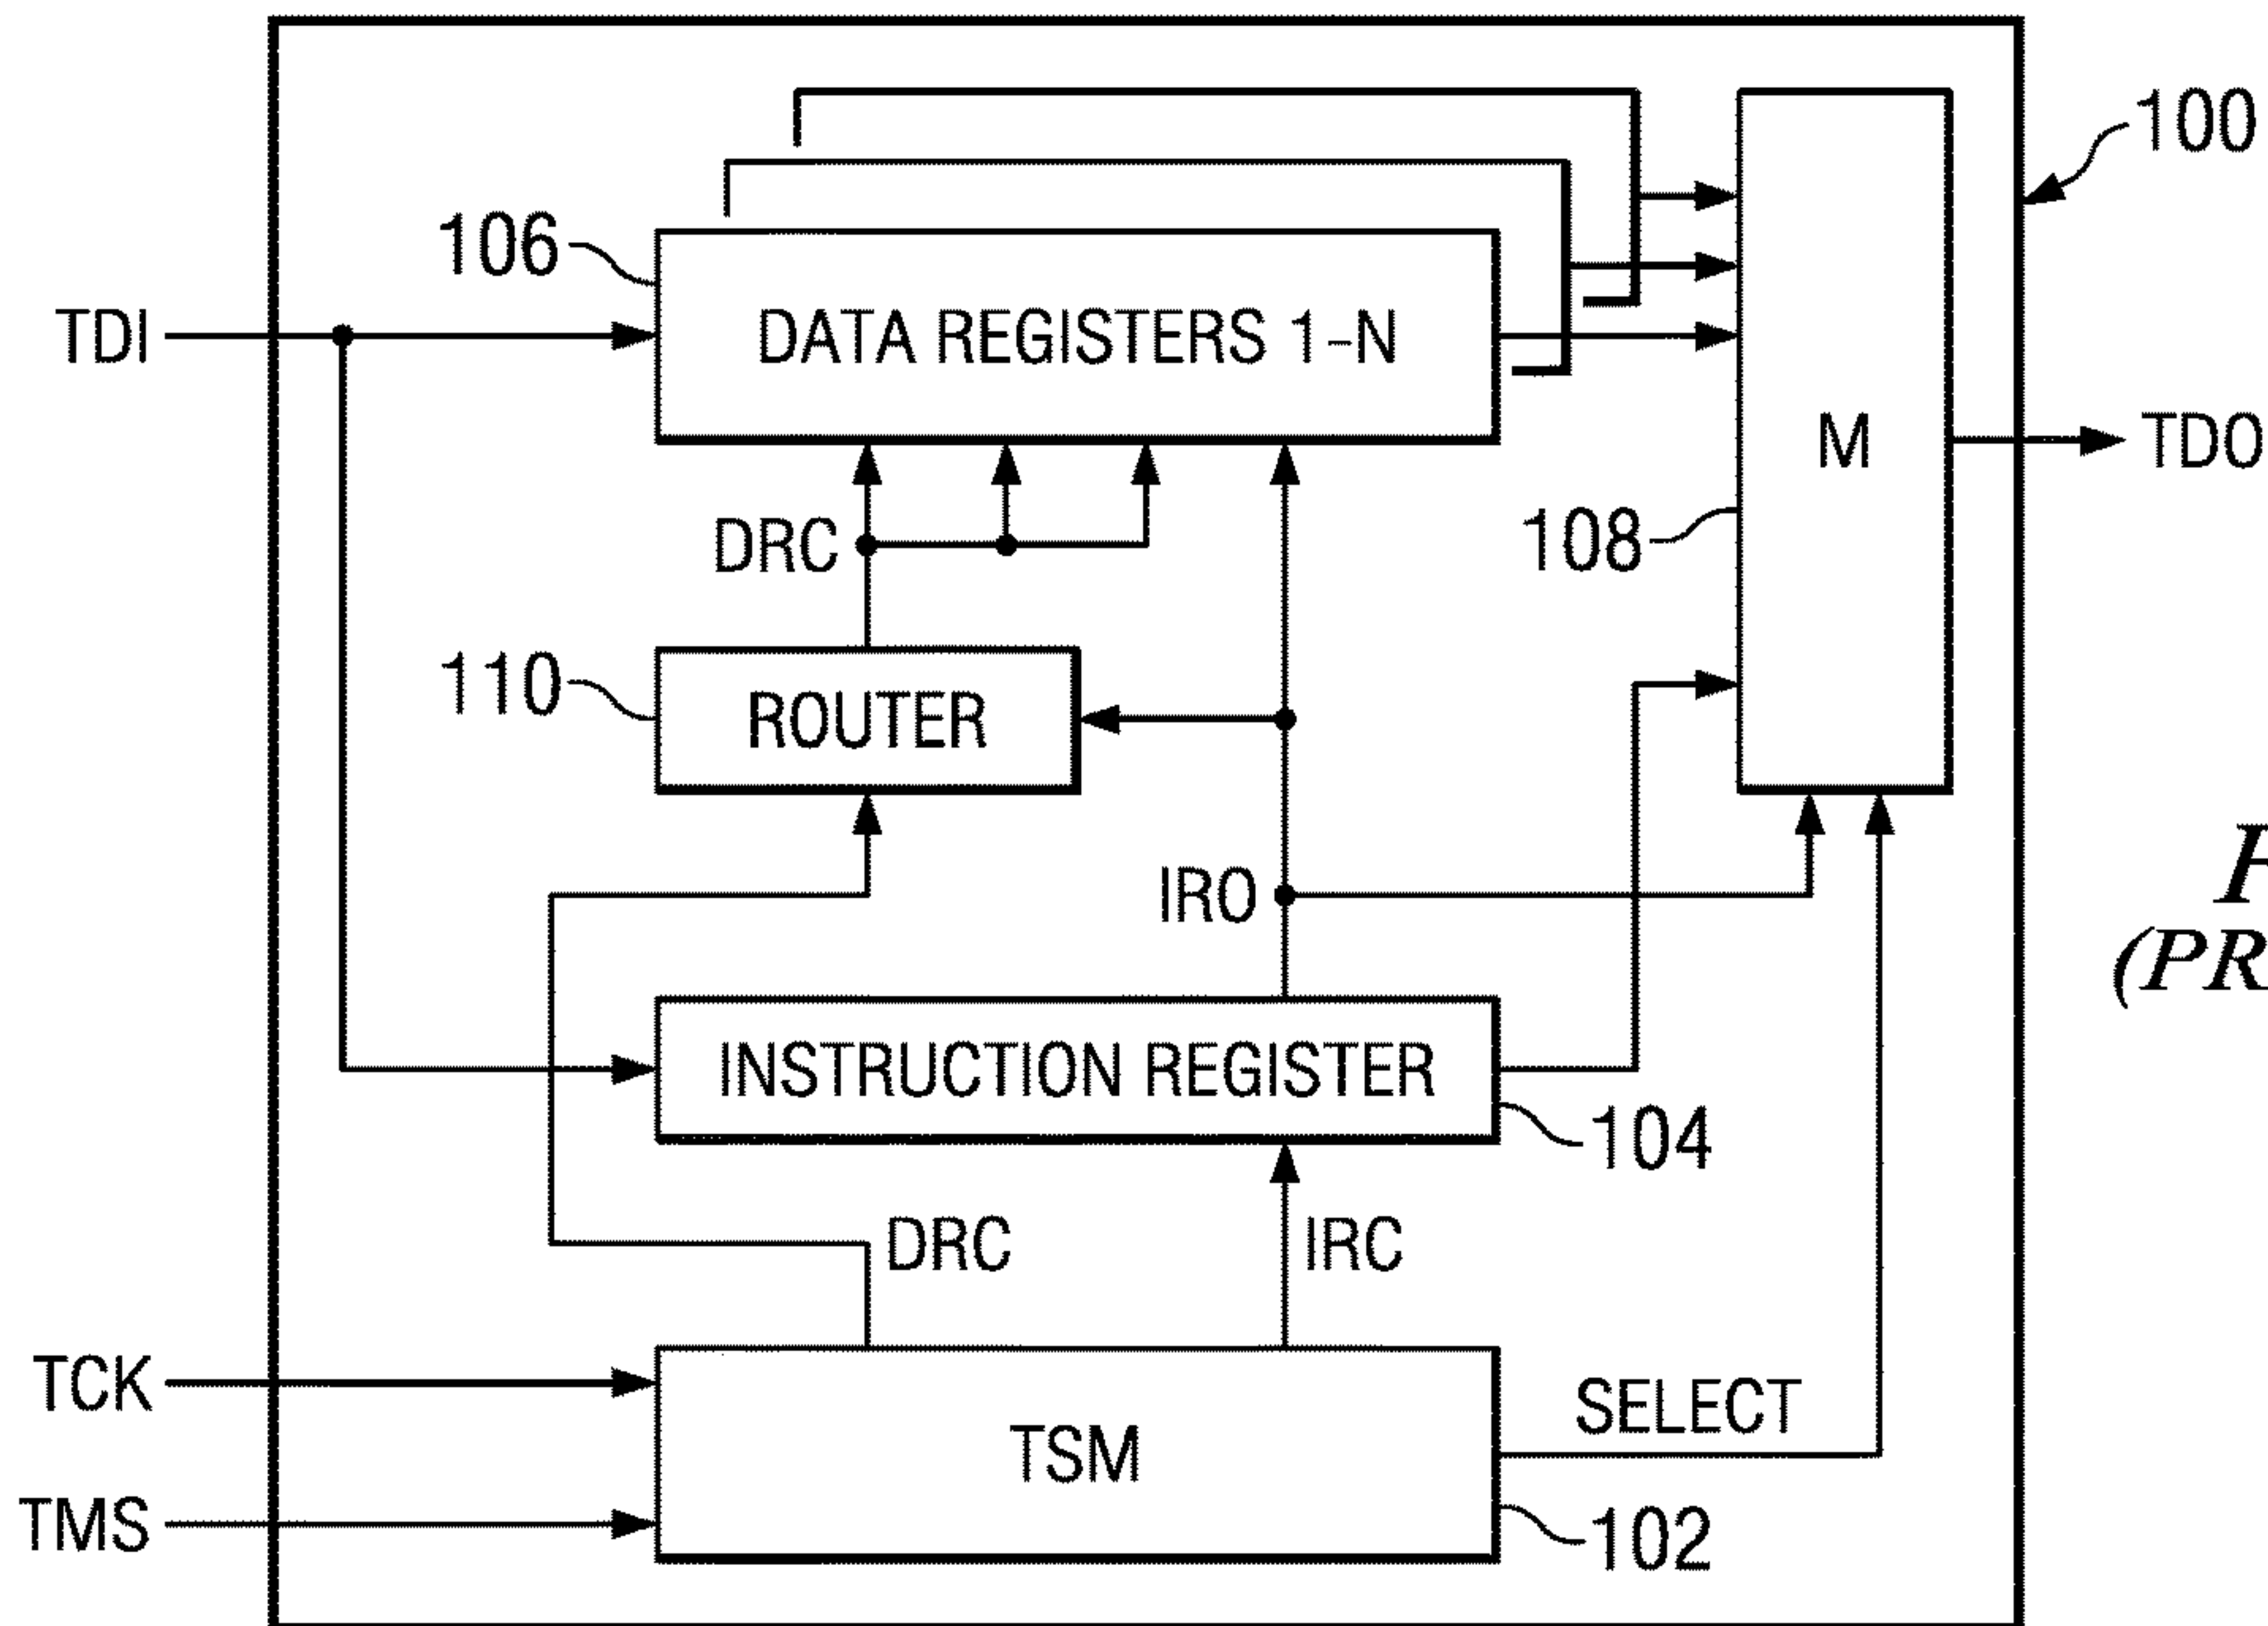 100
106
TDI
DATA REGISTERS 1-N
M
TDO
DRC
108
110
ROUTER
IRO
(PR
INSTRUCTION REGISTER
104
DRC
IRC
TCK
TSM
SELECT
TMS
102